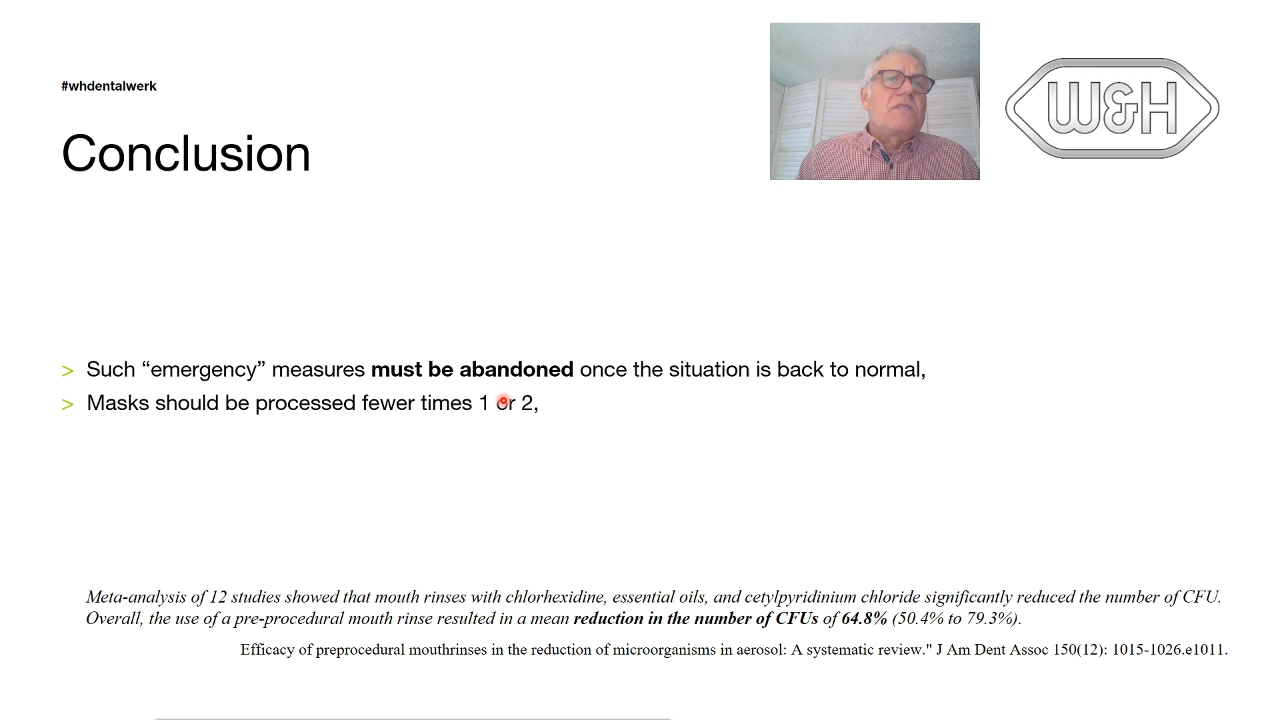 #whdentalwerk
W&H
Conclusion
> Such “emergency” measures must be abandoned once the situation is back to normal,
> Masks should be processed fewer times 1 or 2,
Meta-analysis of 12 studies showed that mouth rinses with chlorhexidine, essential oils, and cetylpyridinium chloride significantly reduced the number of CFU.
Overall, the use of a pre-procedural mouth rinse resulted in a mean reduction in the number of CFUs of 64.8% (50.4% to 79.3%).
Efficacy of preprocedural mouthrinses in the reduction of microorganisms in aerosol: A systematic review." J Am Dent Assoc 150(12): 1015-1026.e1011.